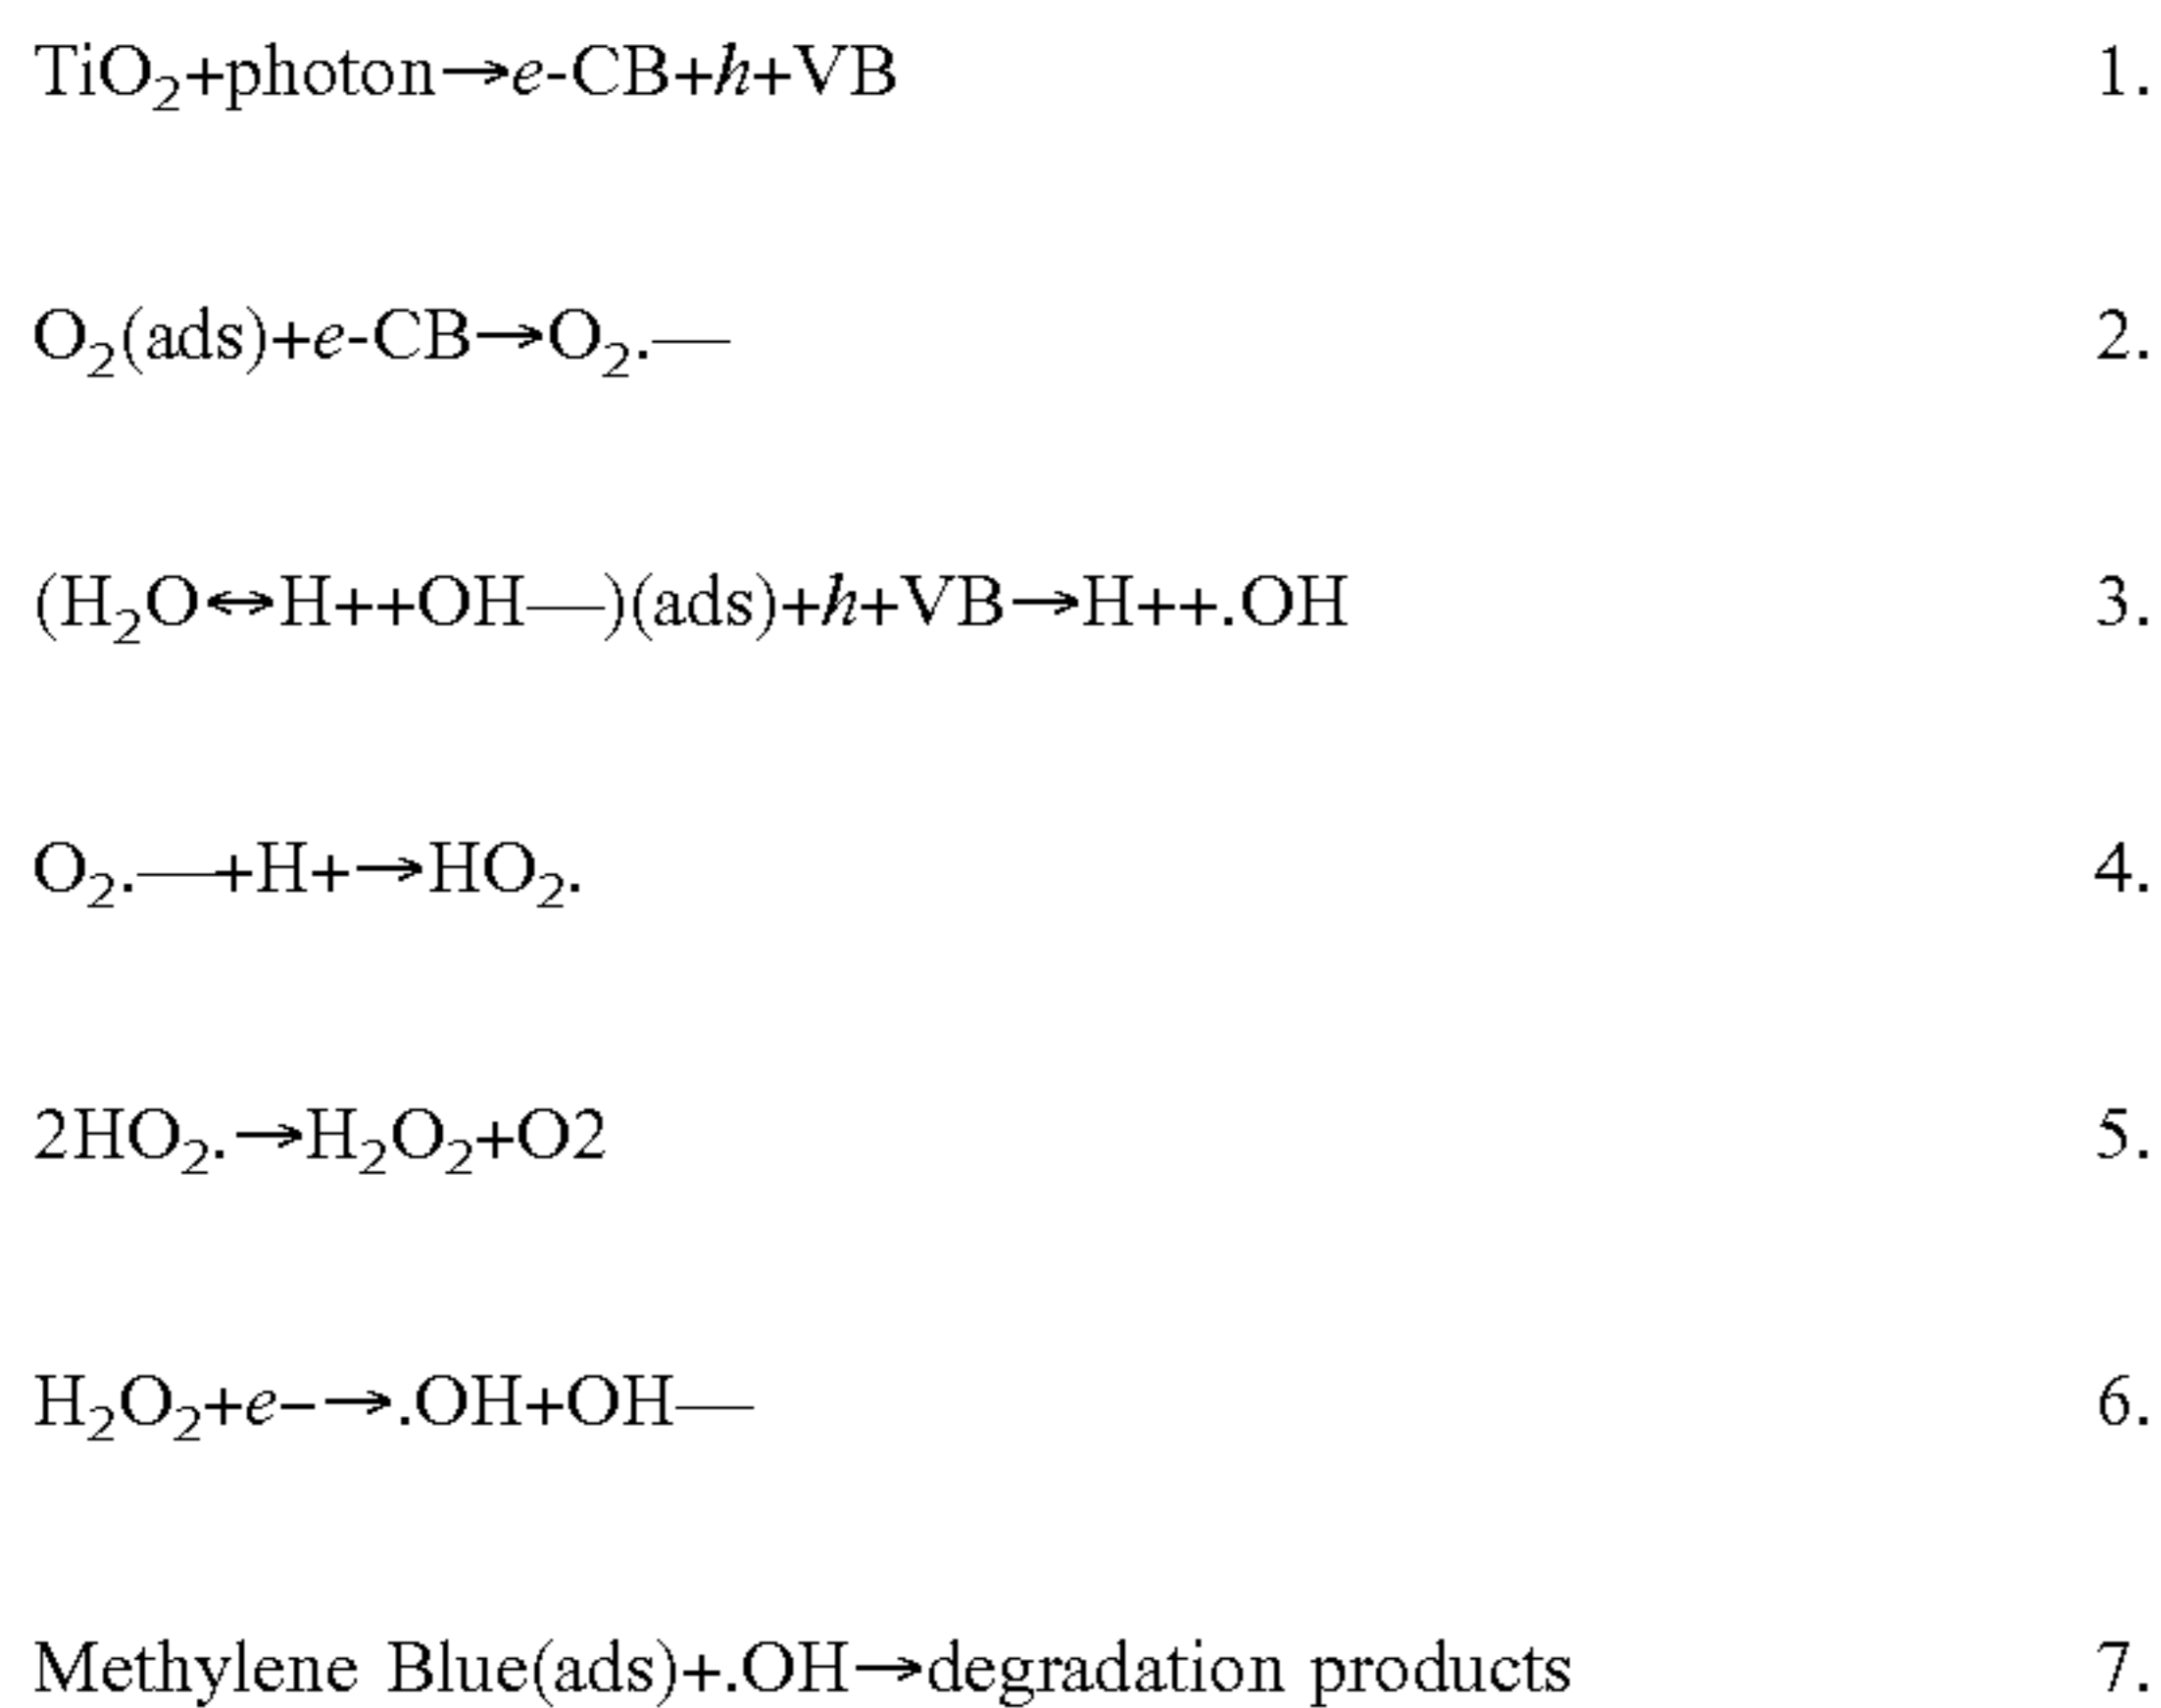 TiO₂+photon→e-CB+h+VB 1.
O₂(ads)+e-CB→O₂.—
2.
(H₂O↔H++OH—)(ads)+h+VB→H++.OH 3.
O₂.—+H+→HO₂. 4.
2HO₂.→H₂O₂+O2 5.
H₂O₂+e−→.OH+OH— 6.
Methylene Blue(ads)+.OH→degradation products 7.